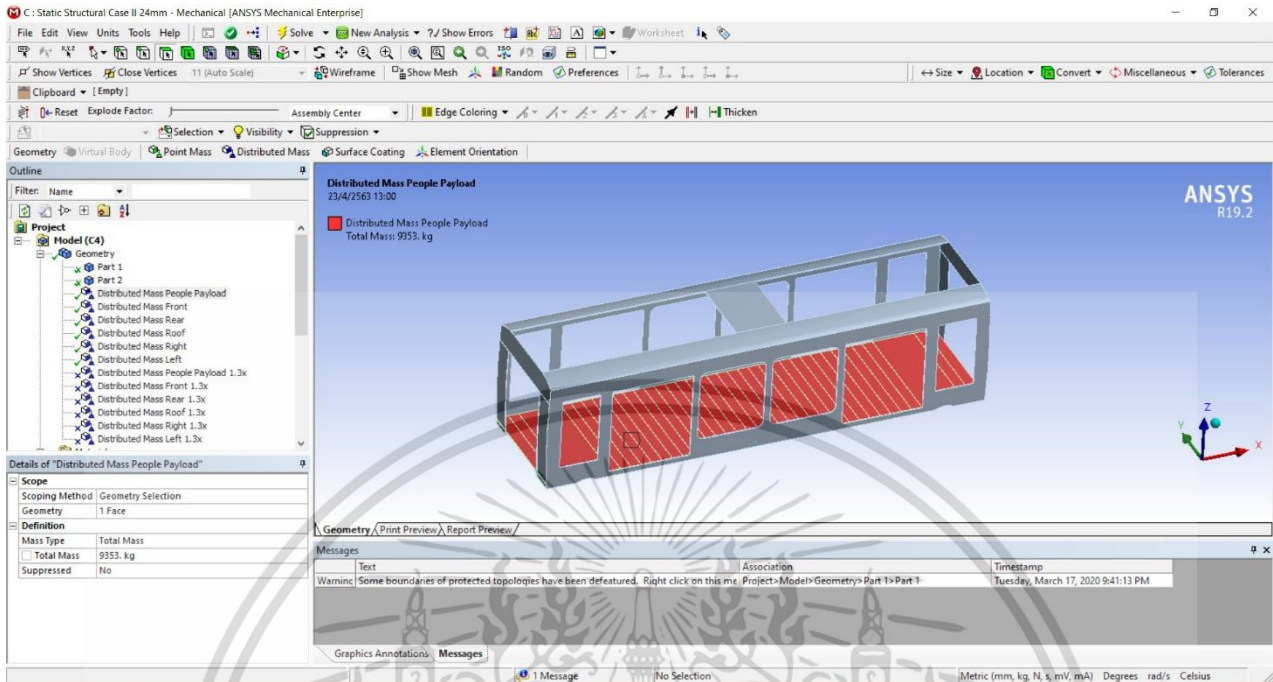 C : Static Structural Case II 24mm - Mechanical [ANSYS Mechanical Enterprise]
File Edit View Units Tools Help Solve New Analysis ?/ Show Errors Worksheet
Show Vertices Close Vertices 11 (Auto Scale) Wireframe Show Mesh Random Preferences Size Location Convert Miscellaneous Tolerances
Clipboard [ Empty]
Reset Explode Factor: Assembly Center Edge Coloring Thicken
Selection Visibility Suppression
Geometry Virtual Body Point Mass Distributed Mass Surface Coating Element Orientation
Outline
Filter: Name
Project
Model (C4)
Geometry
Part 1
Part 2
Distributed Mass People Payload
Distributed Mass Front
Distributed Mass Rear
Distributed Mass Roof
Distributed Mass Right
Distributed Mass Left
Distributed Mass People Payload 1.3x
Distributed Mass Front 1.3x
Distributed Mass Rear 1.3x
Distributed Mass Roof 1.3x
Distributed Mass Right 1.3x
Distributed Mass Left 1.3x
Details of "Distributed Mass People Payload"
Scope
Scoping Method Geometry Selection
Geometry 1 Face
Definition
Mass Type Total Mass
Total Mass 9353. kg
Suppressed No
Distributed Mass People Payload
23/4/2563 13:00
Distributed Mass People Payload
Total Mass: 9353. kg
ANSYS
R19.2
Z
Y
X
Geometry Print Preview Report Preview
Messages
Text Association Timestamp
Warning Some boundaries of protected topologies have been defeatured. Right click on this me Project>Model>Geometry>Part 1>Part 1 Tuesday, March 17, 2020 9:41:13 PM
Graphics Annotations Messages
1 Message No Selection Metric (mm, kg, N, s, mV, mA) Degrees rad/s Celsius